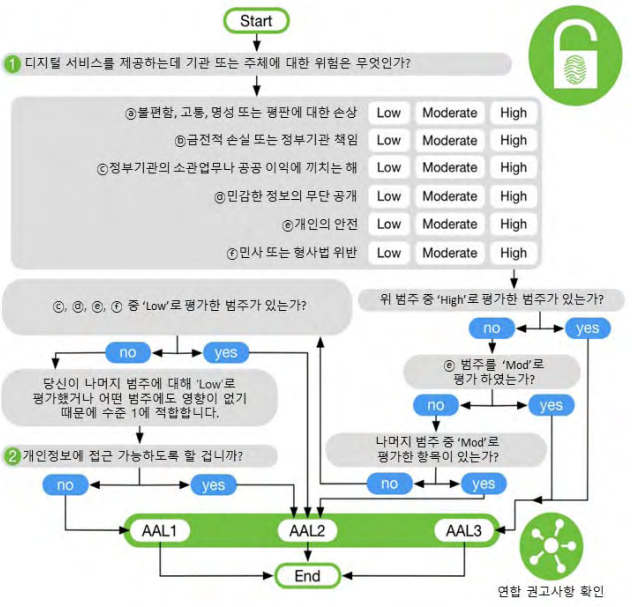 Start
1 디지털 서비스를 제공하는데 기관 또는 주체에 대한 위험은 무엇인가?
ⓐ불편함, 고통, 명성 또는 평판에 대한 손상 Low Moderate High
ⓑ금전적 손실 또는 정부기관 책임 Low Moderate High
ⓒ정부기관의 소관업무나 공공 이익에 끼치는 해 Low Moderate High
ⓓ민감한 정보의 무단 공개 Low Moderate High
ⓔ개인의 안전 Low Moderate High
ⓕ민사 또는 형사법 위반 Low Moderate High
위 범주 중 ‘High’로 평가한 범주가 있는가?
no yes
ⓔ 범주를 ‘Mod’로
평가 하였는가?
no yes
나머지 범주 중 ‘Mod’로
평가한 항목이 있는가?
no yes
ⓒ, ⓓ, ⓔ, ⓕ 중 ‘Low’로 평가한 범주가 있는가?
no yes
당신이 나머지 범주에 대해 ‘Low’로
평가했거나 어떤 범주에도 영향이 없기
때문에 수준 1에 적합합니다.
2 개인정보에 접근 가능하도록 할 겁니까?
no yes
AAL1 AAL2 AAL3
End
연합 권고사항 확인